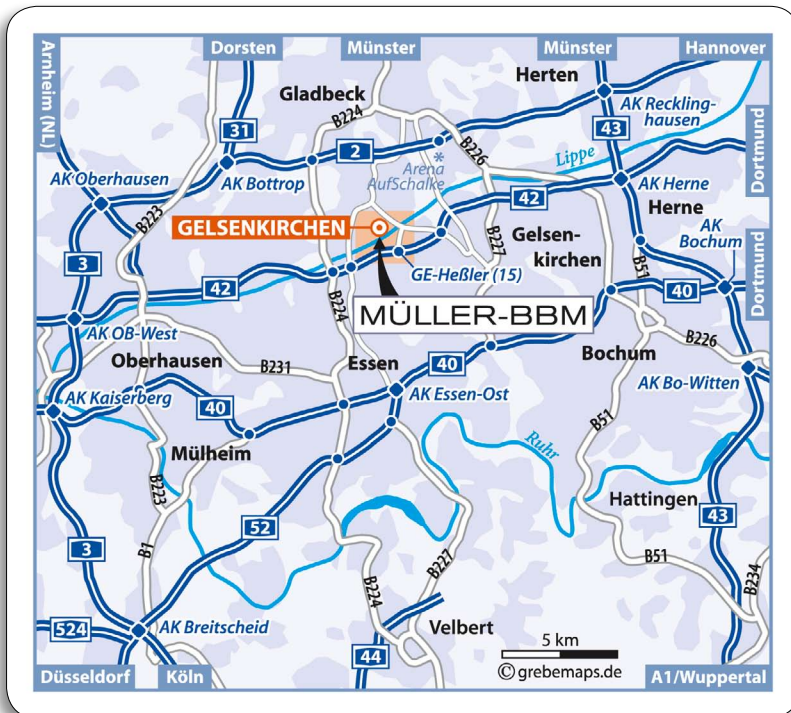 Arnheim (NL)
Dorsten
Münster
Münster
Hannover
Herten
Gladbeck
B224
AK Reckling-
hausen
31
43
2
B226
Lippe
Dortmund
Arena
AufSchalke
*
AK Oberhausen
AK Bottrop
42
AK Herne
Herne
B223
GELSENKIRCHEN
B227
Gelsen-
kirchen
AK
Bochum
3
B51
Dortmund
GE-Heßler (15)
42
40
B224
MÜLLER-BBM
AK OB-West
B226
Oberhausen
B231
Essen
40
Bochum
AK Bo-Witten
AK Kaiserberg
40
AK Essen-Ost
B51
Mülheim
Ruhr
B223
Hattingen
52
43
3
B1
B227
B51
B224
B234
524
AK Breitscheid
Velbert
5 km
44
© grebemaps.de
Düsseldorf
Köln
A1/Wuppertal